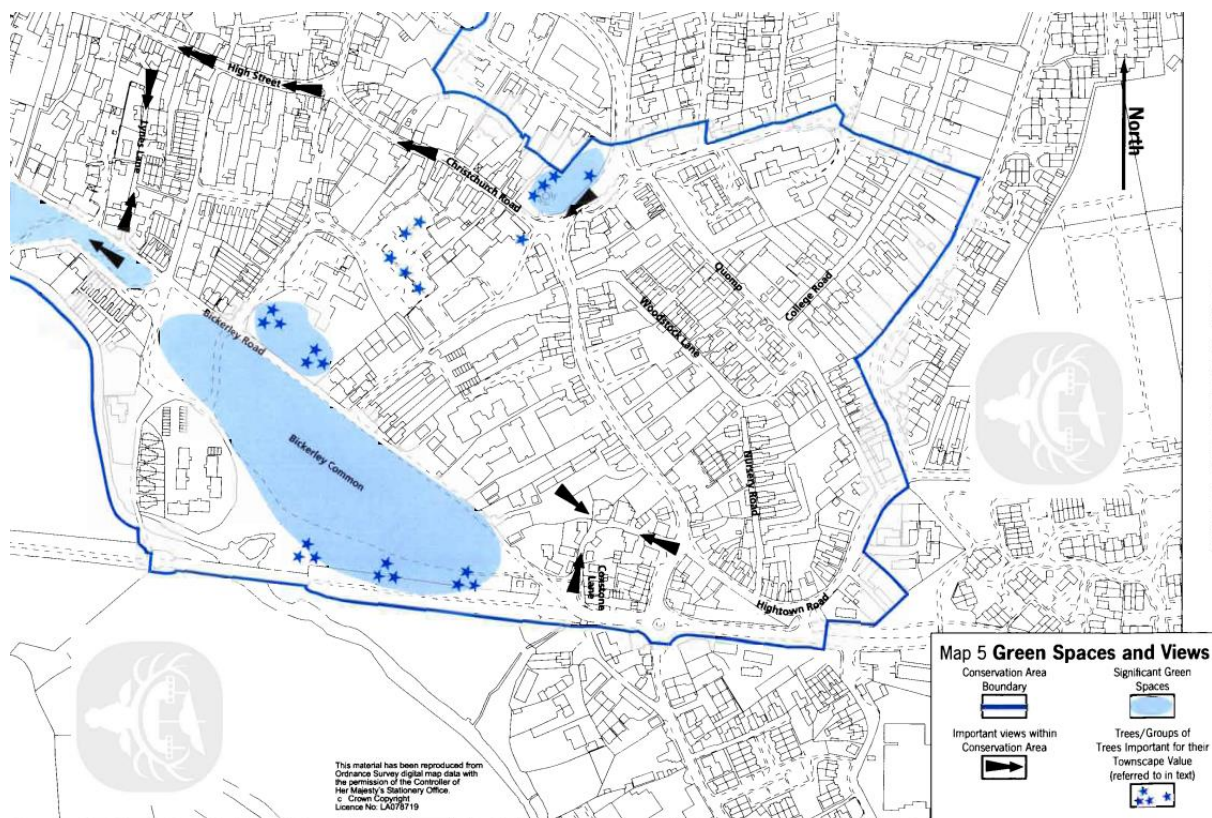 High Street
Lynes Lane
North
Christchurch Road
Quomp
College Road
Woodstock Lane
Bickerley Road
Bickerley Common
Nursery Road
Coxstone
Lane
Hightown Road
Map 5 Green Spaces and Views
Conservation Area
Boundary
Significant Green
Spaces
Important views within
Conservation Area
Trees/Groups of
Trees Important for their
Townscape Value
(referred to in text)
This material has been reproduced from
Ordnance Survey digital map data with
the permission of the Controller of
Her Majesty's Stationery Office.
c Crown Copyright
Licence No: LA078719